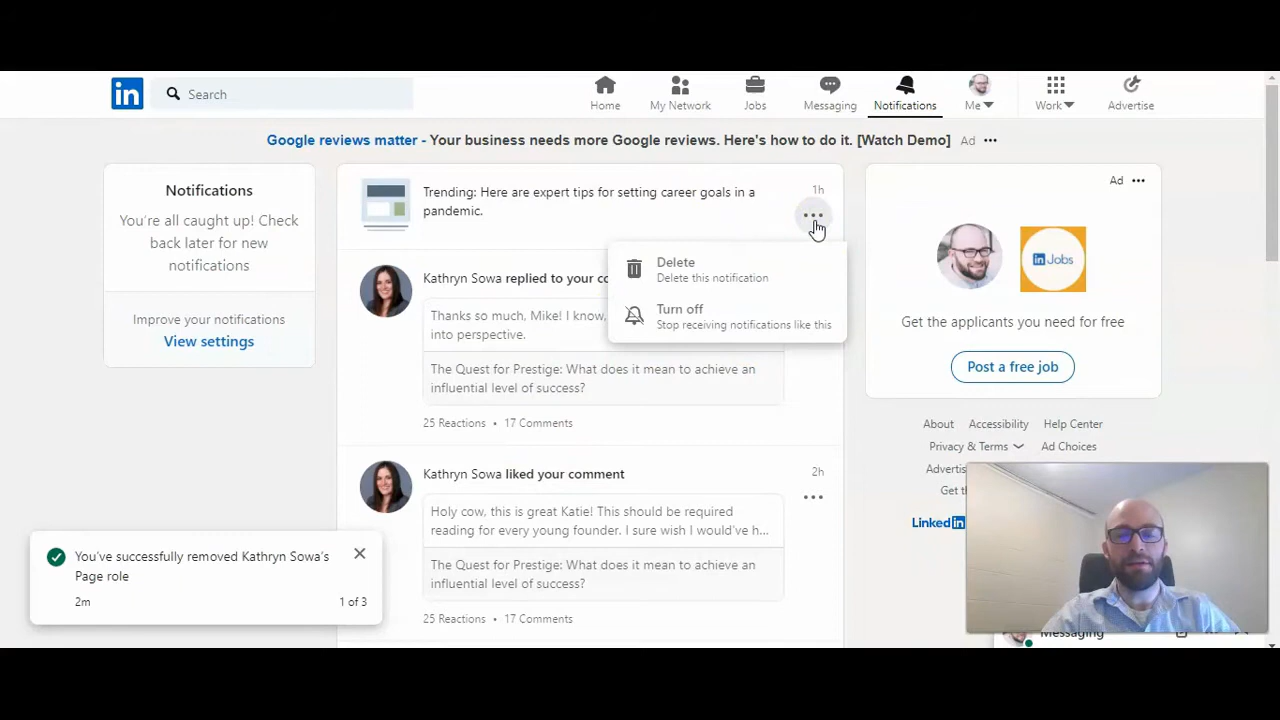 in
Search
Home
My Network
Jobs
Messaging
Notifications
Me
Work
Advertise
Google reviews matter - Your business needs more Google reviews. Here's how to do it. [Watch Demo]
Ad
Notifications
You're all caught up! Check
back later for new
notifications
Improve your notifications
View settings
Trending: Here are expert tips for setting career goals in a
pandemic.
1h
Delete
Delete this notification
Turn off
Stop receiving notifications like this
Kathryn Sowa replied to your
Thanks so much, Mike! I know,
into perspective.
The Quest for Prestige: What does it mean to achieve an
influential level of success?
25 Reactions • 17 Comments
Kathryn Sowa liked your comment
2h
Holy cow, this is great Katie! This should be required
reading for every young founder. I sure wish I would've h...
The Quest for Prestige: What does it mean to achieve an
influential level of success?
25 Reactions • 17 Comments
Ad
in Jobs
Get the applicants you need for free
Post a free job
About Accessibility Help Center
Privacy & Terms Ad Choices
Linked in
Messaging
You've successfully removed Kathryn Sowa's
Page role
2m
1 of 3